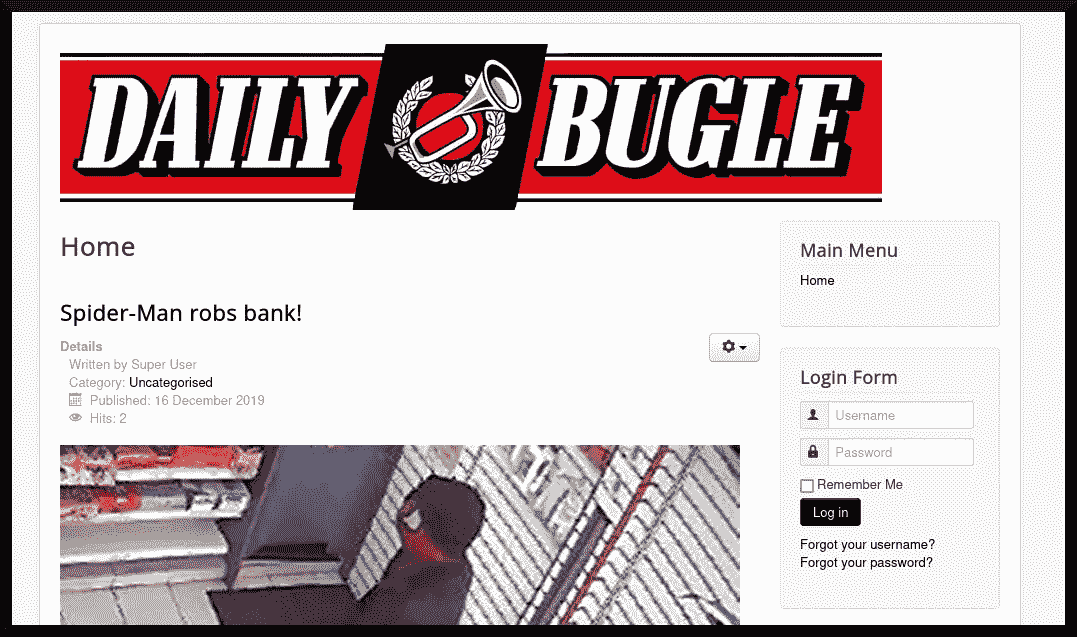 DAILY BUGLE
Home
Spider-Man robs bank!
Details
Written by Super User
Category: Uncategorised
Published: 16 December 2019
Hits: 2
Main Menu
Home
Login Form
Username
Password
Remember Me
Log in
Forgot your username?
Forgot your password?